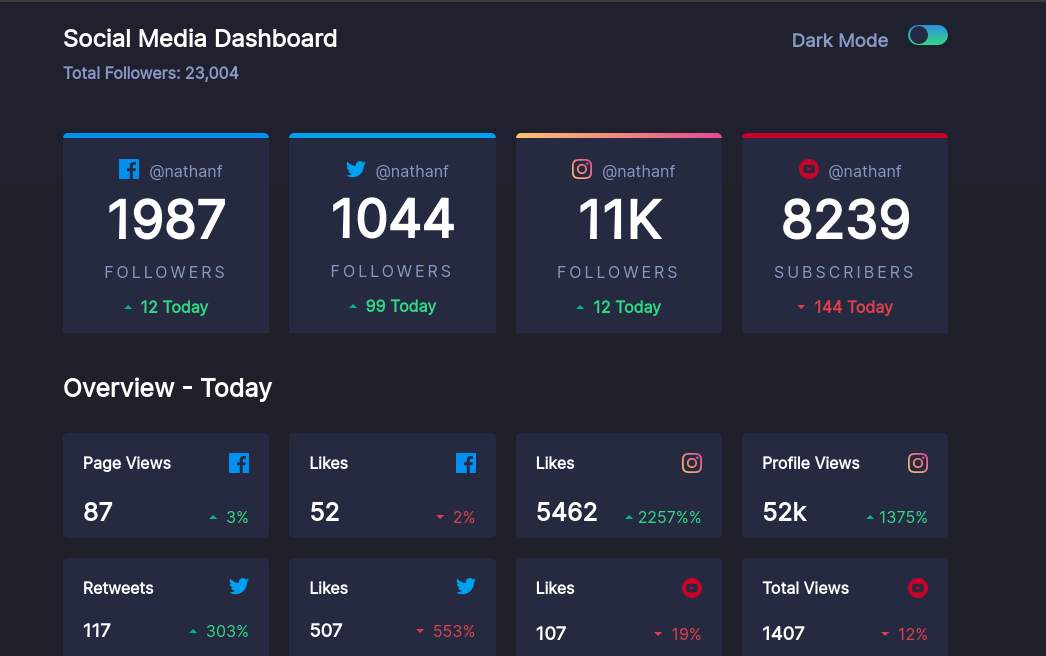 Social Media Dashboard
Dark Mode
Total Followers: 23,004
@nathanf
1987
FOLLOWERS
12 Today
@nathanf
1044
FOLLOWERS
99 Today
@nathanf
11K
FOLLOWERS
12 Today
@nathanf
8239
SUBSCRIBERS
144 Today
Overview - Today
Page Views
87
3%
Likes
52
2%
Likes
5462
2257%%
Profile Views
52k
1375%
Retweets
117
303%
Likes
507
553%
Likes
107
19%
Total Views
1407
12%